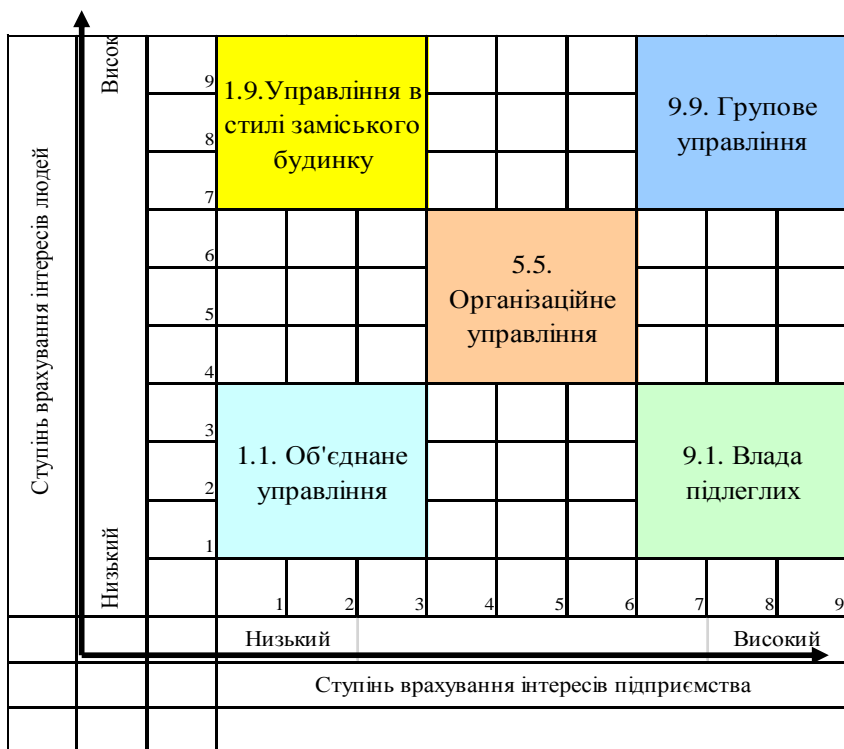 Ступінь врахування інтересів людей
Висок
Низький
9
8
7
6
5
4
3
2
1
1.9.Управління в
стилі заміського
будинку
9.9. Групове
управління
5.5.
Організаційне
управління
1.1. Об'єднане
управління
9.1. Влада
підлеглих
1 2 3 4 5 6 7 8 9
Низький Високий
Ступінь врахування інтересів підприємства